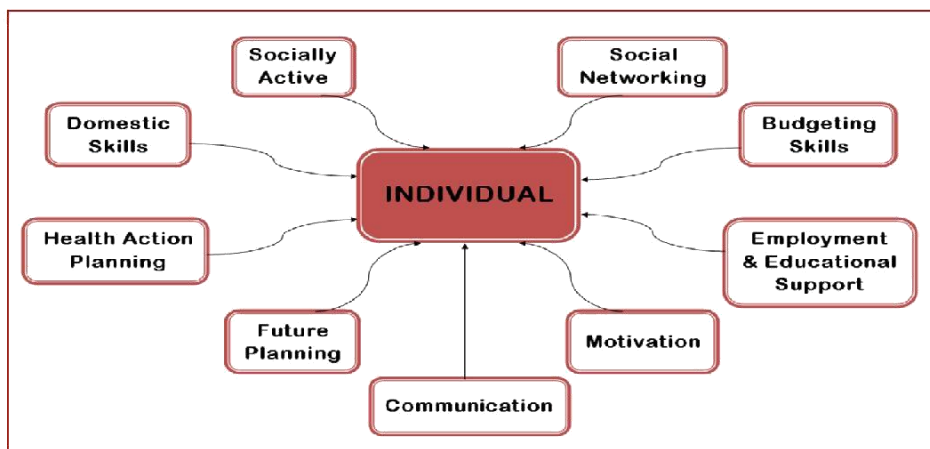 Socially
Active
Social
Networking
Domestic
Skills
Budgeting
Skills
INDIVIDUAL
Health Action
Planning
Employment
& Educational
Support
Future
Planning
Motivation
Communication